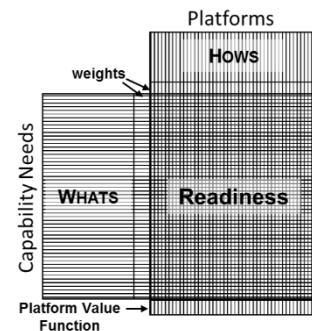 Platforms
HOWS
weights
Capability Needs
WHATS
Readiness
Platform Value
Function